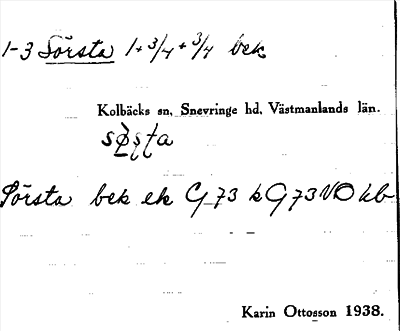 1-3 Sörsta 1+3/4+3/4 bek
Kolbäcks sn, Snevringe hd, Västmanlands län.
Sörsta bek ek G 73 k G 73 NO kb
Karin Ottosson 1938.